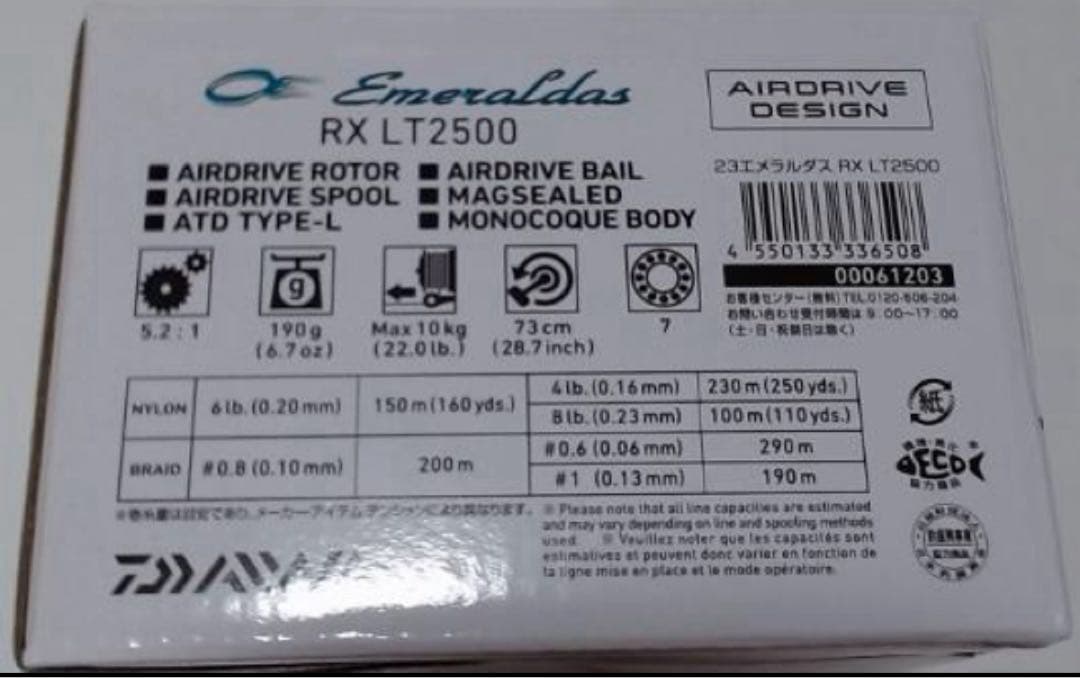 Emeraldas
RX LT2500
AIRDRIVE
DESIGN
■ AIRDRIVE ROTOR ■ AIRDRIVE BAIL
■ AIRDRIVE SPOOL ■ MAGSEALED
■ ATD TYPE-L ■ MONOCOQUE BODY
23エメラルダス RX LT2500
4 550133 336508
00061203
お客様センター(無料) TEL.0120-506-204
お問い合わせ受付時間は 9:00~17:00
(土・日・祝祭日は除く)
g
5.2 : 1
190g
(6.7oz)
Max 10kg
(22.0lb.)
73cm
(28.7inch)
7
NYLON 6lb.(0.20mm) 150m(160yds.)
4lb.(0.16mm) 230m(250yds.)
8lb.(0.23mm) 100m(110yds.)
BRAID #0.8(0.10mm) 200m
#0.6(0.06mm) 290m
#1 (0.13mm) 190m
※巻糸量は目安であり、メーカー・アイテム・テンションにより異なります。
※ Please note that all line capacities are estimated
and may vary depending on line and spooling methods
used. ※ Veuillez noter que les capacités sont
estimatives et peuvent donc varier en fonction de
la ligne mise en place et le mode opératoire.
DAIWA
紙
ECO